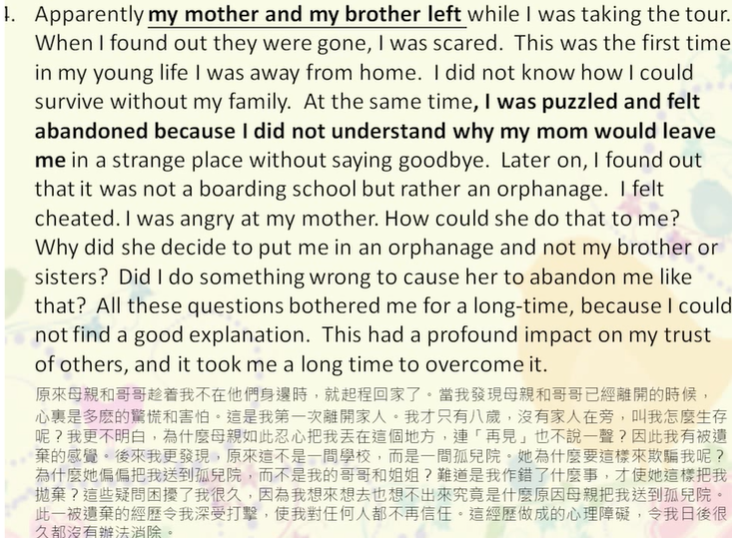 4. Apparently my mother and my brother left while I was taking the tour.
When I found out they were gone, I was scared. This was the first time
in my young life I was away from home. I did not know how I could
survive without my family. At the same time, I was puzzled and felt
abandoned because I did not understand why my mom would leave
me in a strange place without saying goodbye. Later on, I found out
that it was not a boarding school but rather an orphanage. I felt
cheated. I was angry at my mother. How could she do that to me?
Why did she decide to put me in an orphanage and not my brother or
sisters? Did I do something wrong to cause her to abandon me like
that? All these questions bothered me for a long-time, because I could
not find a good explanation. This had a profound impact on my trust
of others, and it took me a long time to overcome it.
原來母親和哥哥趁着我不在他們身邊時，就起程回家了。當我發現母親和哥哥已經離開的時候，
心裏是多麽的驚慌和害怕。這是我第一次離開家人。我才只有八歲，沒有家人在旁，叫我怎麼生存
呢？我更不明白，為什麼母親如此忍心把我丟在這個地方，連「再見」也不說一聲？因此我有被遺
棄的感覺。後來我更發現，原來這不是一間學校，而是一間孤兒院。她為什麼要這樣來欺騙我呢？
為什麼她偏偏把我送到孤兒院，而不是我的哥哥和姐姐？難道是我作錯了什麼事，才使她這樣把我
拋棄？這些疑問困擾了我很久，因為我想來想去也想不出來究竟是什麼原因母親把我送到孤兒院。
此一被遺棄的經歷令我深受打擊，使我對任何人都不再信任。這經歷做成的心理障礙，令我日後很
久都沒有辦法消除。